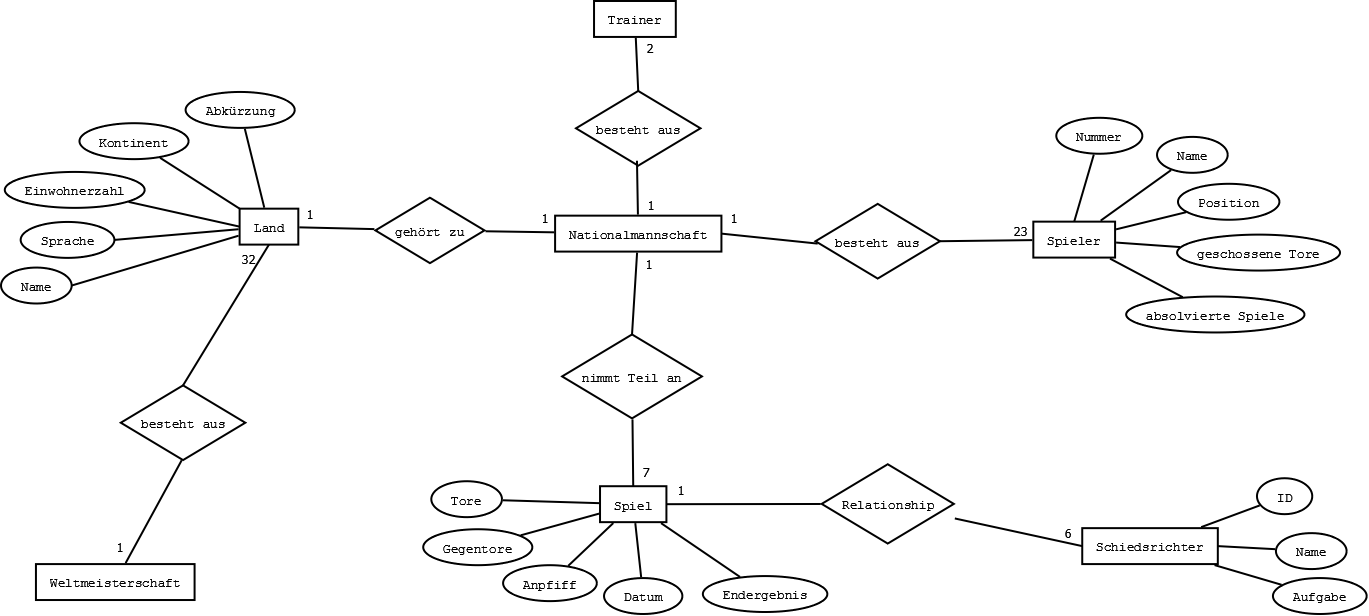 Trainer
2
Abkürzung
besteht aus
Nummer
Kontinent
Name
Einwohnerzahl
Position
1
1
1
1
Land
gehört zu
Nationalmannschaft
besteht aus
23
Spieler
Sprache
geschossene Tore
32
1
Name
absolvierte Spiele
nimmt Teil an
besteht aus
7
1
ID
Tore
Spiel
Relationship
6
Schiedsrichter
1
Gegentore
Name
Weltmeisterschaft
Anpfiff
Datum
Endergebnis
Aufgabe